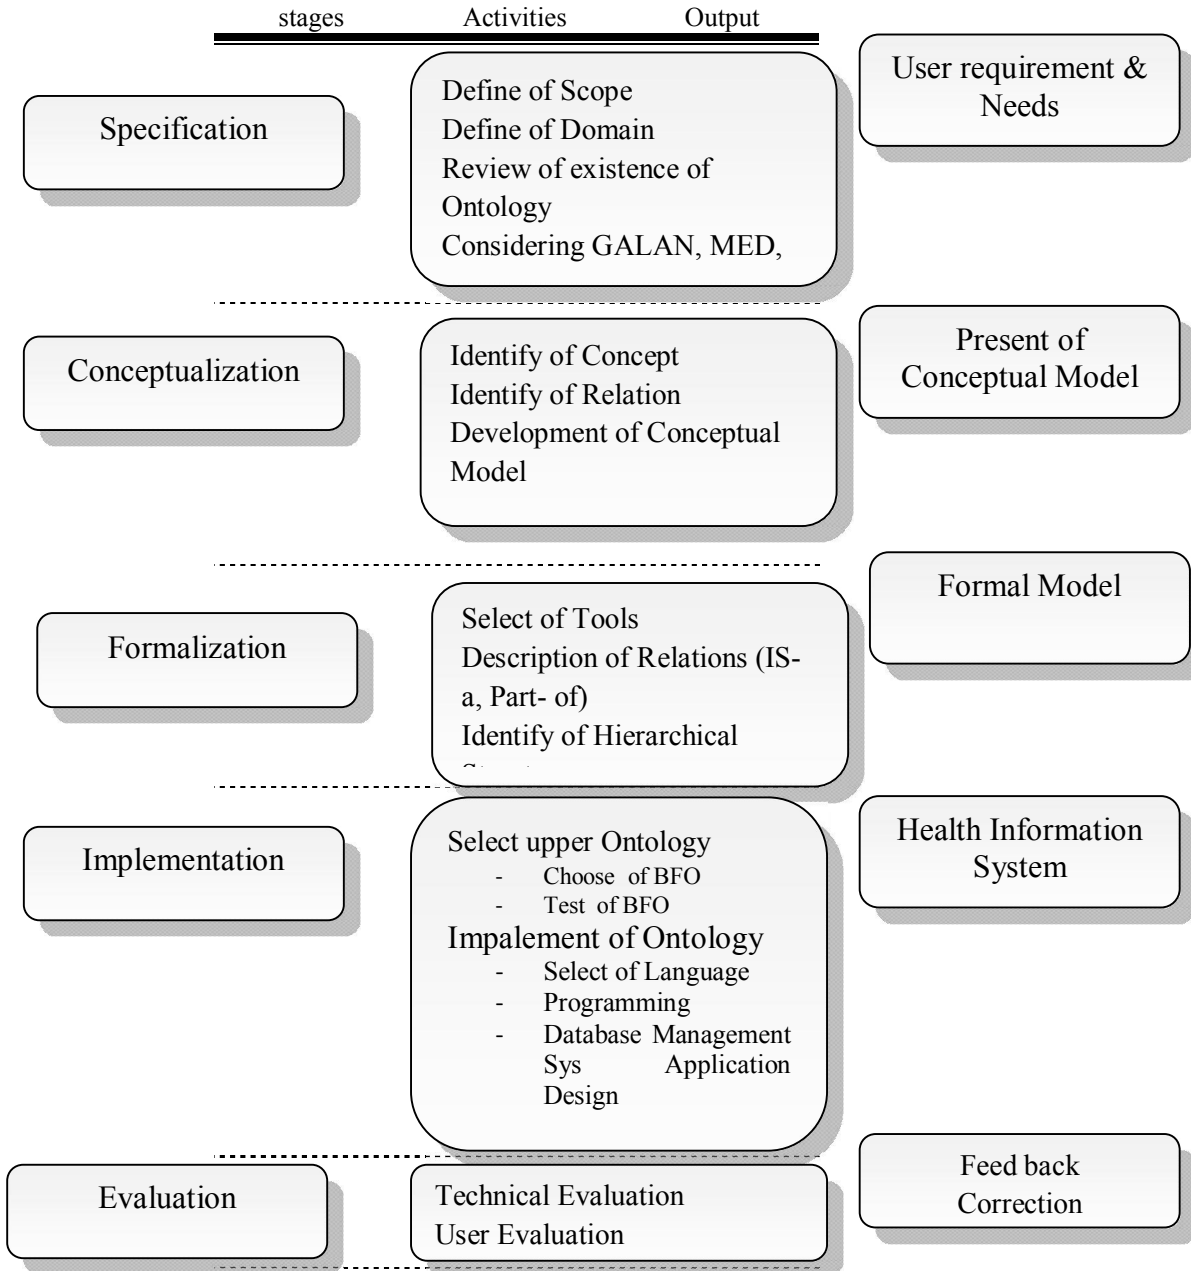 stages Activities Output
Specification
Define of Scope
Define of Domain
Review of existence of
Ontology
Considering GALAN, MED,
User requirement &
Needs
Conceptualization
Identify of Concept
Identify of Relation
Development of Conceptual
Model
Present of
Conceptual Model
Formalization
Select of Tools
Description of Relations (IS-
a, Part- of)
Identify of Hierarchical
Formal Model
Implementation
Select upper Ontology
- Choose of BFO
- Test of BFO
Impalement of Ontology
- Select of Language
- Programming
- Database Management
Sys Application
Design
Health Information
System
Evaluation
Technical Evaluation
User Evaluation
Feed back
Correction